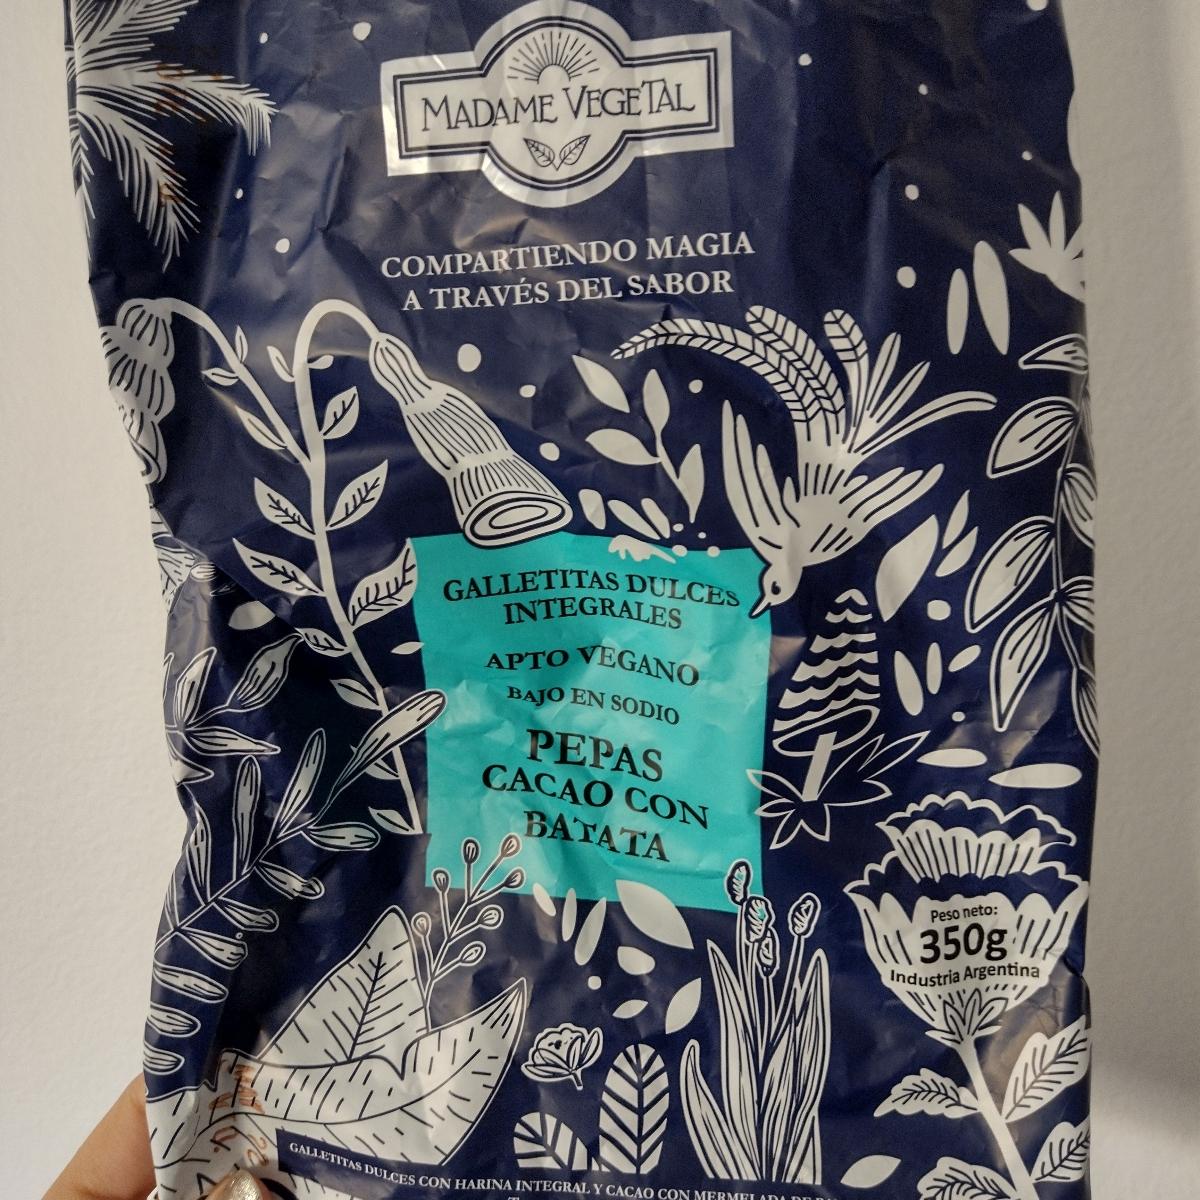 MADAME VEGETAL
COMPARTIENDO MAGIA
A TRAVÉS DEL SABOR
GALLETITAS DULCES
INTEGRALES
APTO VEGANO
BAJO EN SODIO
PEPAS
CACAO CON
BATATA
Peso neto:
350g
Industria Argentina
GALLETITAS DULCES CON HARINA INTEGRAL Y CACAO CON MERMELADA DE